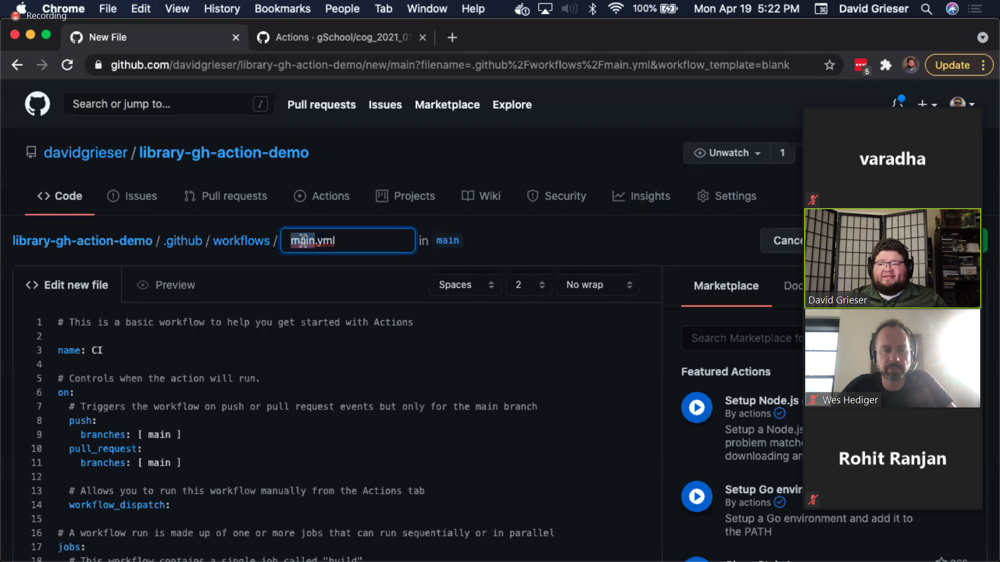 Chrome File Edit View History Bookmarks People Tab Window Help 100% Mon Apr 19 5:22 PM David Grieser
Recording
New File
Actions · gSchool/cog_2021_0
github.com/davidgrieser/library-gh-action-demo/new/main?filename=.github%2Fworkflows%2Fmain.yml&workflow_template=blank
5
Update
Search or jump to... /
Pull requests Issues Marketplace Explore
davidgrieser / library-gh-action-demo
Unwatch 1
Code Issues Pull requests Actions Projects Wiki Security Insights Settings
library-gh-action-demo / .github / workflows / main.yml in main
Cance
Edit new file Preview Spaces 2 No wrap
1 # This is a basic workflow to help you get started with Actions
2
3 name: CI
4
5 # Controls when the action will run.
6 on:
7 # Triggers the workflow on push or pull request events but only for the main branch
8 push:
9 branches: [ main ]
10 pull_request:
11 branches: [ main ]
12
13 # Allows you to run this workflow manually from the Actions tab
14 workflow_dispatch:
15
16 # A workflow run is made up of one or more jobs that can run sequentially or in parallel
17 jobs:
18 # This workflow contains a single job called "build"
Marketplace Doc
Search Marketplace fo
Featured Actions
Setup Node.js
By actions
Setup a Node.js
problem matche
downloading an
Setup Go envir
By actions
Setup a Go environment and add it to
the PATH
varadha
David Grieser
Wes Hediger
Rohit Ranjan